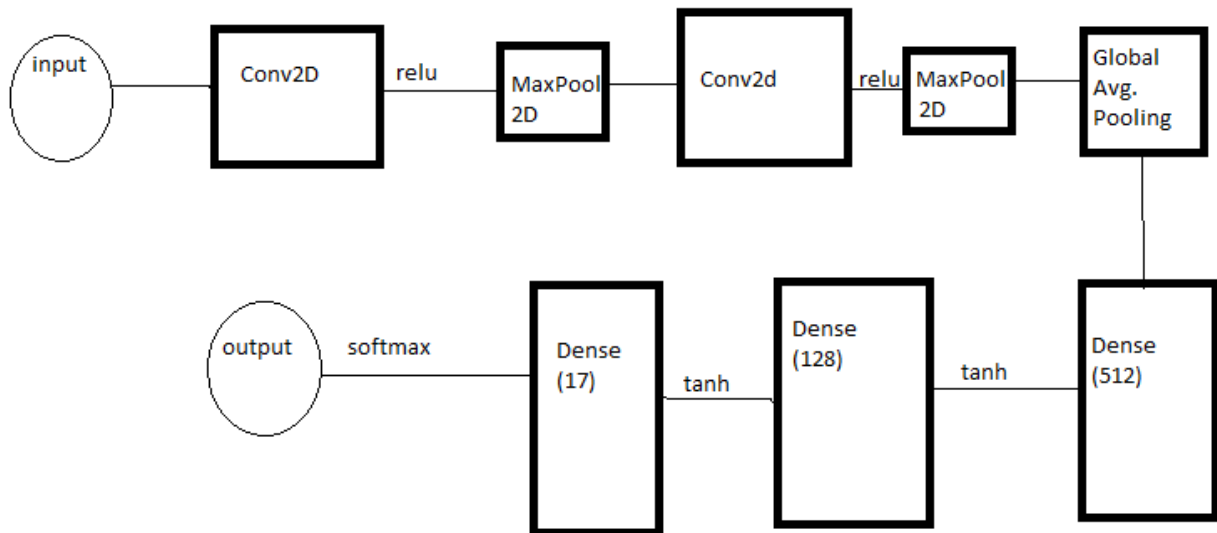 input
Conv2D
relu
MaxPool
2D
Conv2d
relu
MaxPool
2D
Global
Avg.
Pooling
output
softmax
Dense
(17)
tanh
Dense
(128)
tanh
Dense
(512)